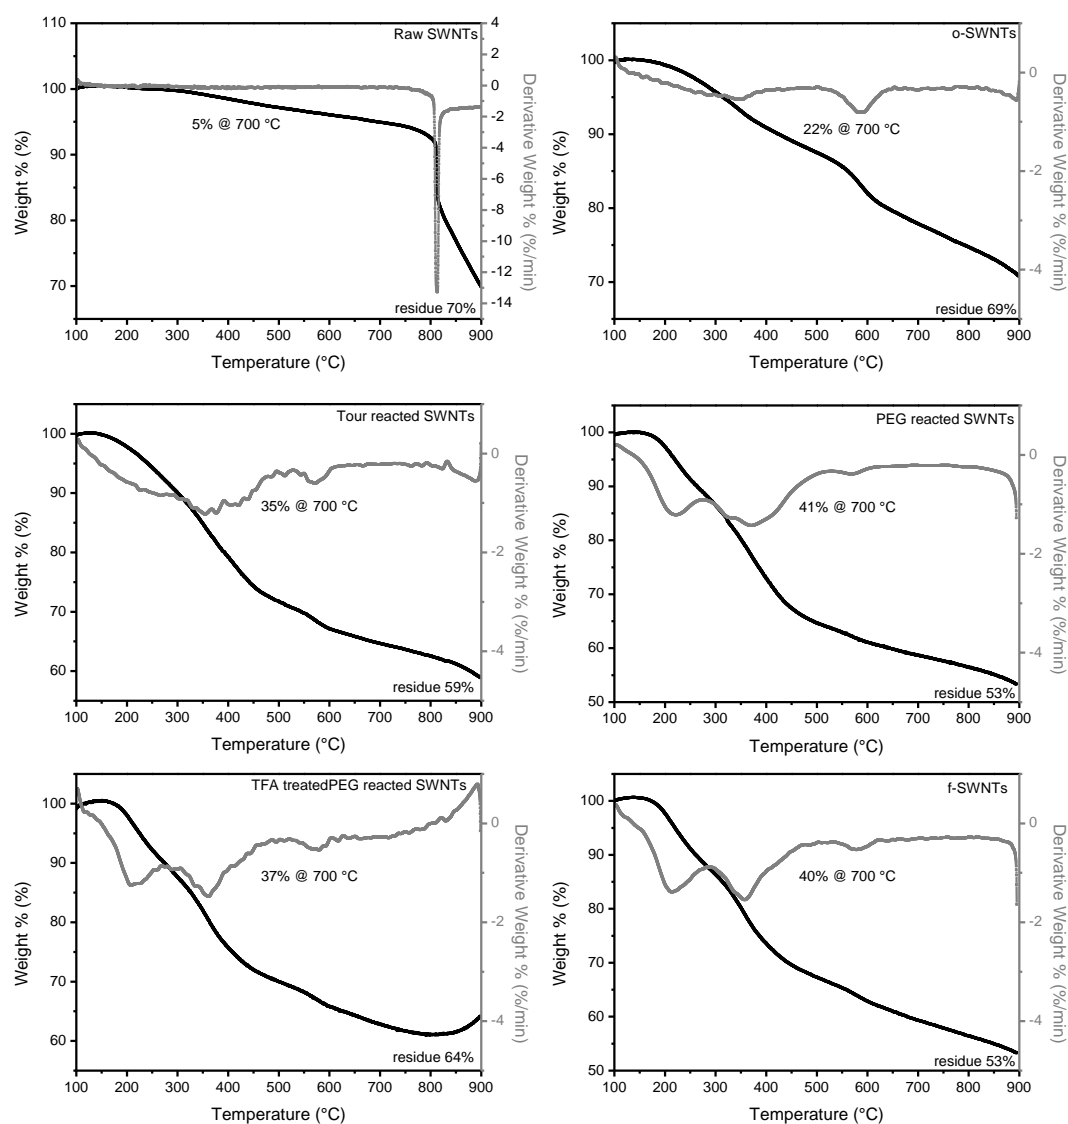 Raw SWNTs
110
100
90
80
70
4
2
0
-2
-4
-6
-8
-10
-12
-14
Weight % (%)
Derivative Weight % (%/min)
5% @ 700 °C
residue 70%
100 200 300 400 500 600 700 800 900
Temperature (°C)
o-SWNTs
100
90
80
70
0
-2
-4
Weight % (%)
Derivative Weight % (%/min)
22% @ 700 °C
residue 69%
100 200 300 400 500 600 700 800 900
Temperature (°C)
Tour reacted SWNTs
100
90
80
70
60
0
-2
-4
Weight % (%)
Derivative Weight % (%/min)
35% @ 700 °C
residue 59%
100 200 300 400 500 600 700 800 900
Temperature (°C)
PEG reacted SWNTs
100
90
80
70
60
50
0
-2
-4
Weight % (%)
Derivative Weight % (%/min)
41% @ 700 °C
residue 53%
100 200 300 400 500 600 700 800 900
Temperature (°C)
TFA treatedPEG reacted SWNTs
100
90
80
70
60
0
-2
-4
Weight % (%)
Derivative Weight % (%/min)
37% @ 700 °C
residue 64%
100 200 300 400 500 600 700 800 900
Temperature (°C)
f-SWNTs
100
90
80
70
60
50
0
-2
-4
Weight % (%)
Derivative Weight % (%/min)
40% @ 700 °C
residue 53%
100 200 300 400 500 600 700 800 900
Temperature (°C)